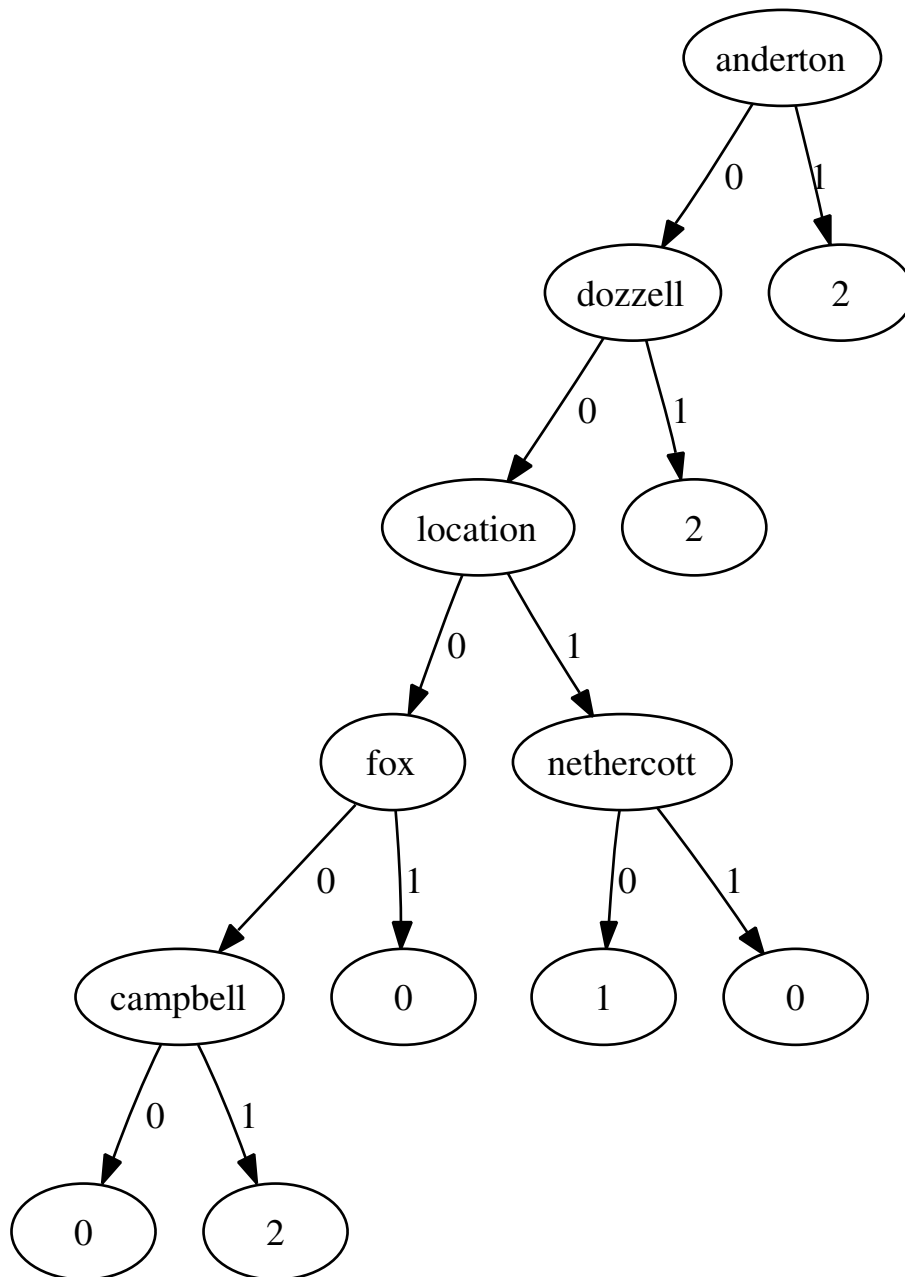 anderton
0 1
dozzell 2
0 1
location 2
0 1
fox nethercott
0 1 0 1
campbell 0 1 0
0 1
0 2